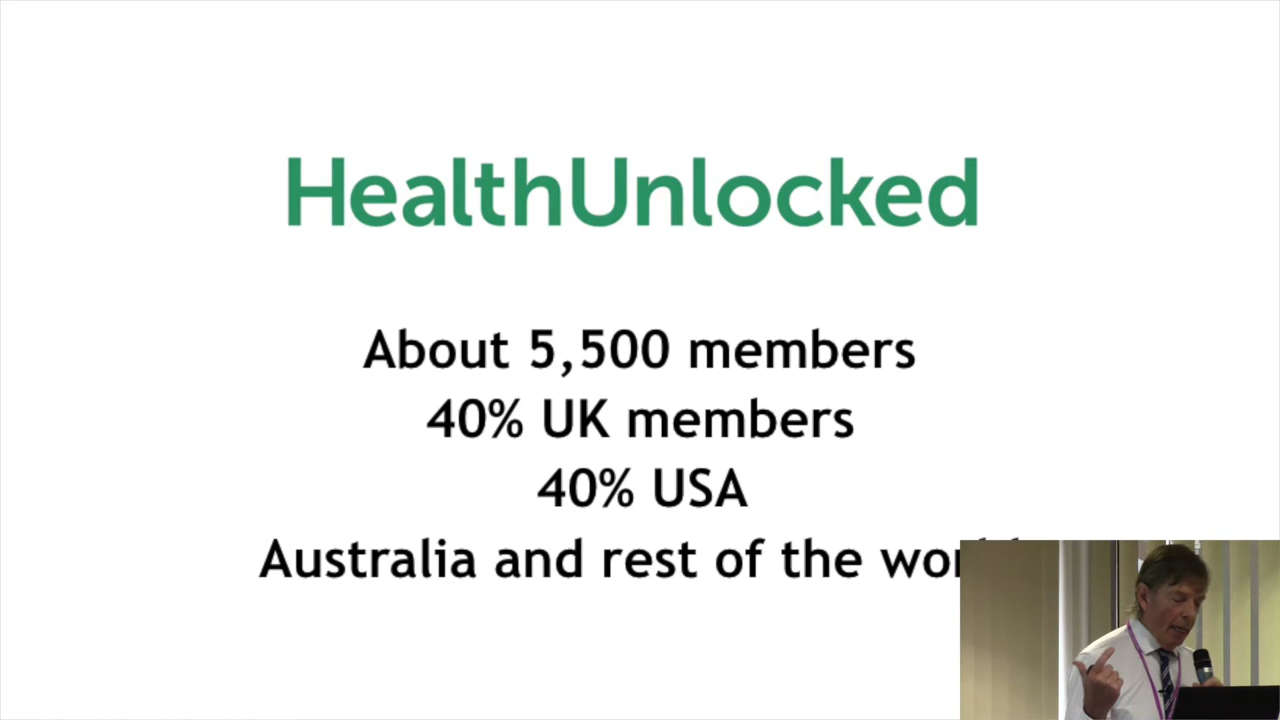 HealthUnlocked
About 5,500 members
40% UK members
40% USA
Australia and rest of the